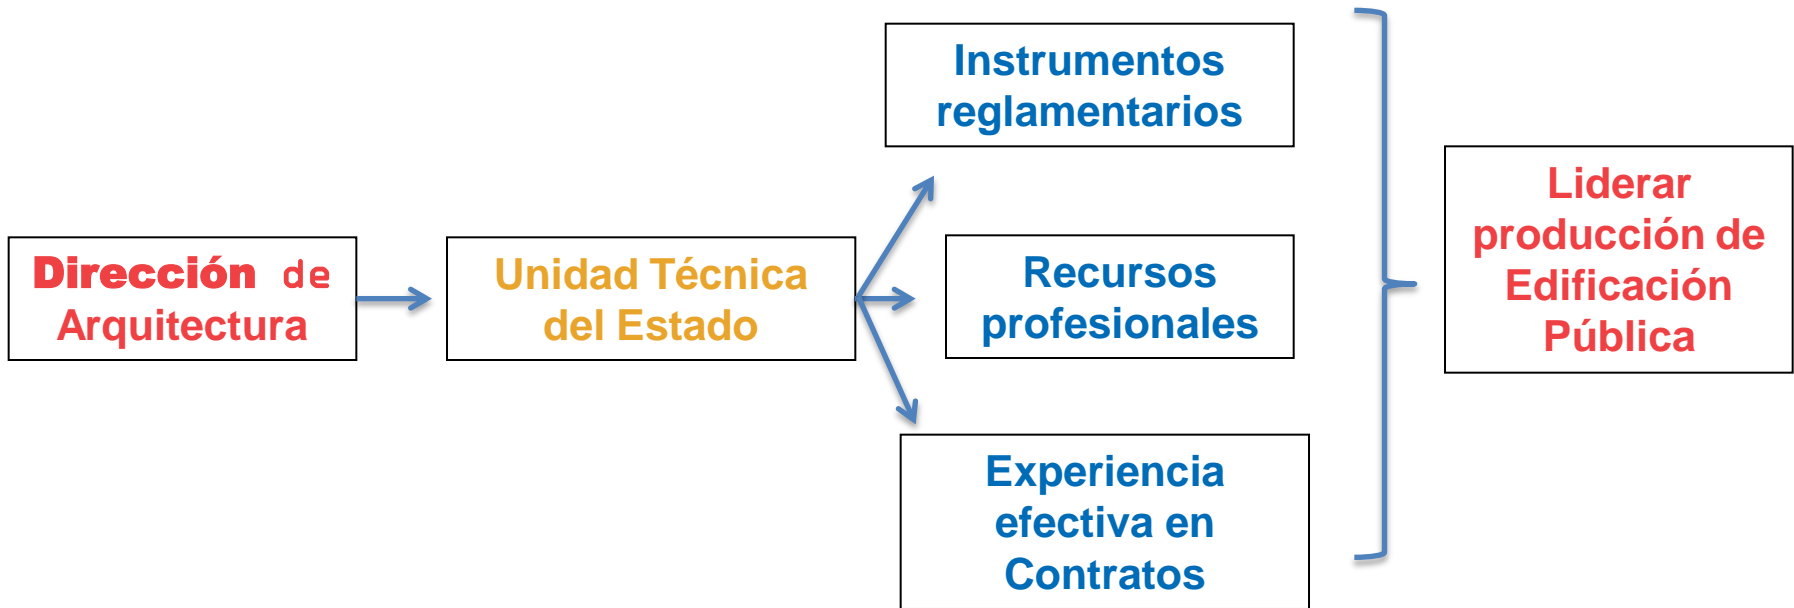 Dirección de
Arquitectura
Unidad Técnica
del Estado
Instrumentos
reglamentarios
Recursos
profesionales
Experiencia
efectiva en
Contratos
Liderar
producción de
Edificación
Pública